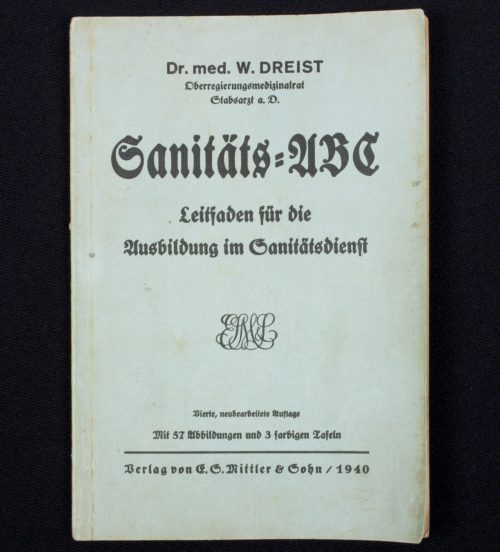 Dr. med. W. DREIST
Oberregierungsmedizinalrat
Stabsarzt a. D.
Sanitäts-ABC
Leitfaden für die
Ausbildung im Sanitätsdienst
Vierte, neubearbeitete Auflage
Mit 57 Abbildungen und 3 farbigen Tafeln
Verlag von E. S. Mittler & Sohn / 1940